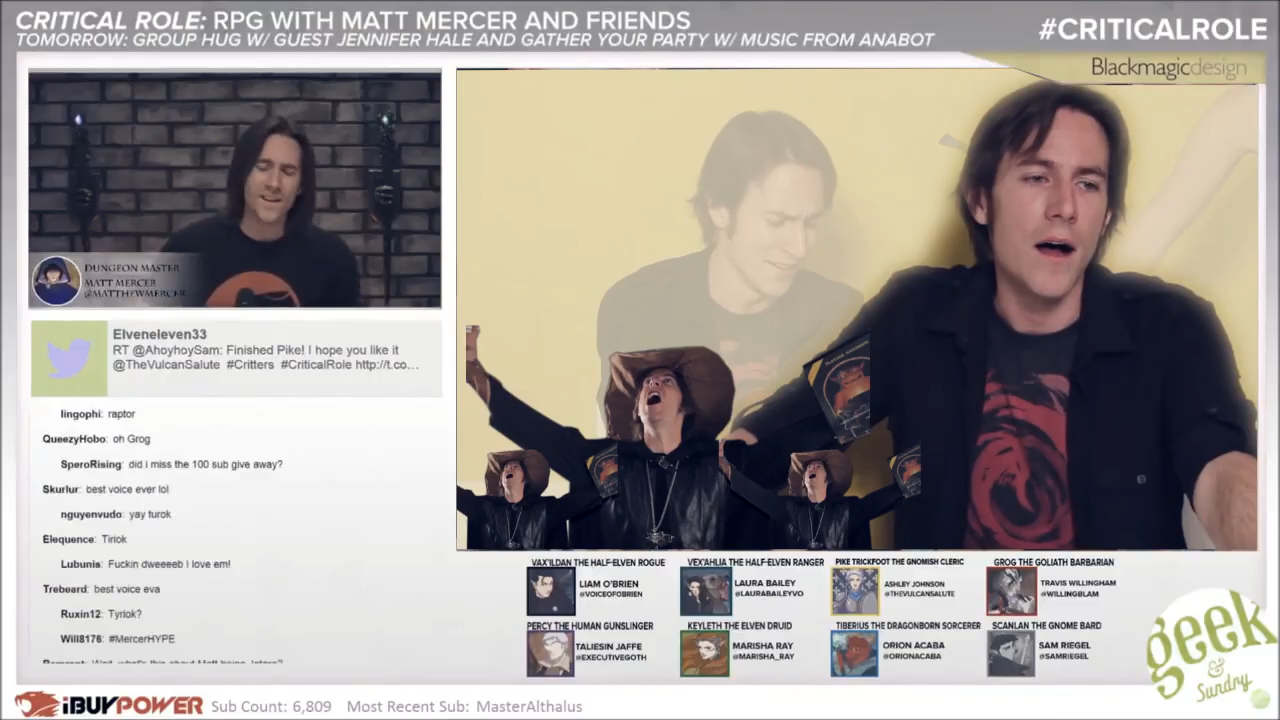 CRITICAL ROLE: RPG WITH MATT MERCER AND FRIENDS
TOMORROW: GROUP HUG W/ GUEST JENNIFER HALE AND GATHER YOUR PARTY W/ MUSIC FROM ANABOT
#CRITICALROLE
Blackmagicdesign
DUNGEON MASTER
MATT MERCER
@MATTHEWMERCER
Elveneleven33
RT @AhoyhoySam: Finished Pike! I hope you like it
@TheVulcanSalute #Critters #CriticalRole http://t.co...
lingophi: raptor
QueezyHobo: oh Grog
SperoRising: did i miss the 100 sub give away?
Skurlur: best voice ever lol
nguyenvudo: yay turok
Elequence: Tiriok
Lubunis: Fuckin dweeeeb I love em!
Trebeard: best voice eva
Ruxin12: Tyriok?
Will8176: #MercerHYPE
VAX'ILDAN THE HALF-ELVEN ROGUE
LIAM O'BRIEN
@VOICEOFOBRIEN
VEX'AHLIA THE HALF-ELVEN RANGER
LAURA BAILEY
@LAURABAILEYVO
PIKE TRICKFOOT THE GNOMISH CLERIC
ASHLEY JOHNSON
@THEVULCANSALUTE
GROG THE GOLIATH BARBARIAN
TRAVIS WILLINGHAM
@WILLINGBLAM
PERCY THE HUMAN GUNSLINGER
TALIESIN JAFFE
@EXECUTIVEGOTH
KEYLETH THE ELVEN DRUID
MARISHA RAY
@MARISHA_RAY
TIBERIUS THE DRAGONBORN SORCERER
ORION ACABA
@ORIONACABA
SCANLAN THE GNOME BARD
SAM RIEGEL
@SAMRIEGEL
geek
&
Sundry
iBUYPOWER
Sub Count: 6,809 Most Recent Sub: MasterAlthalus